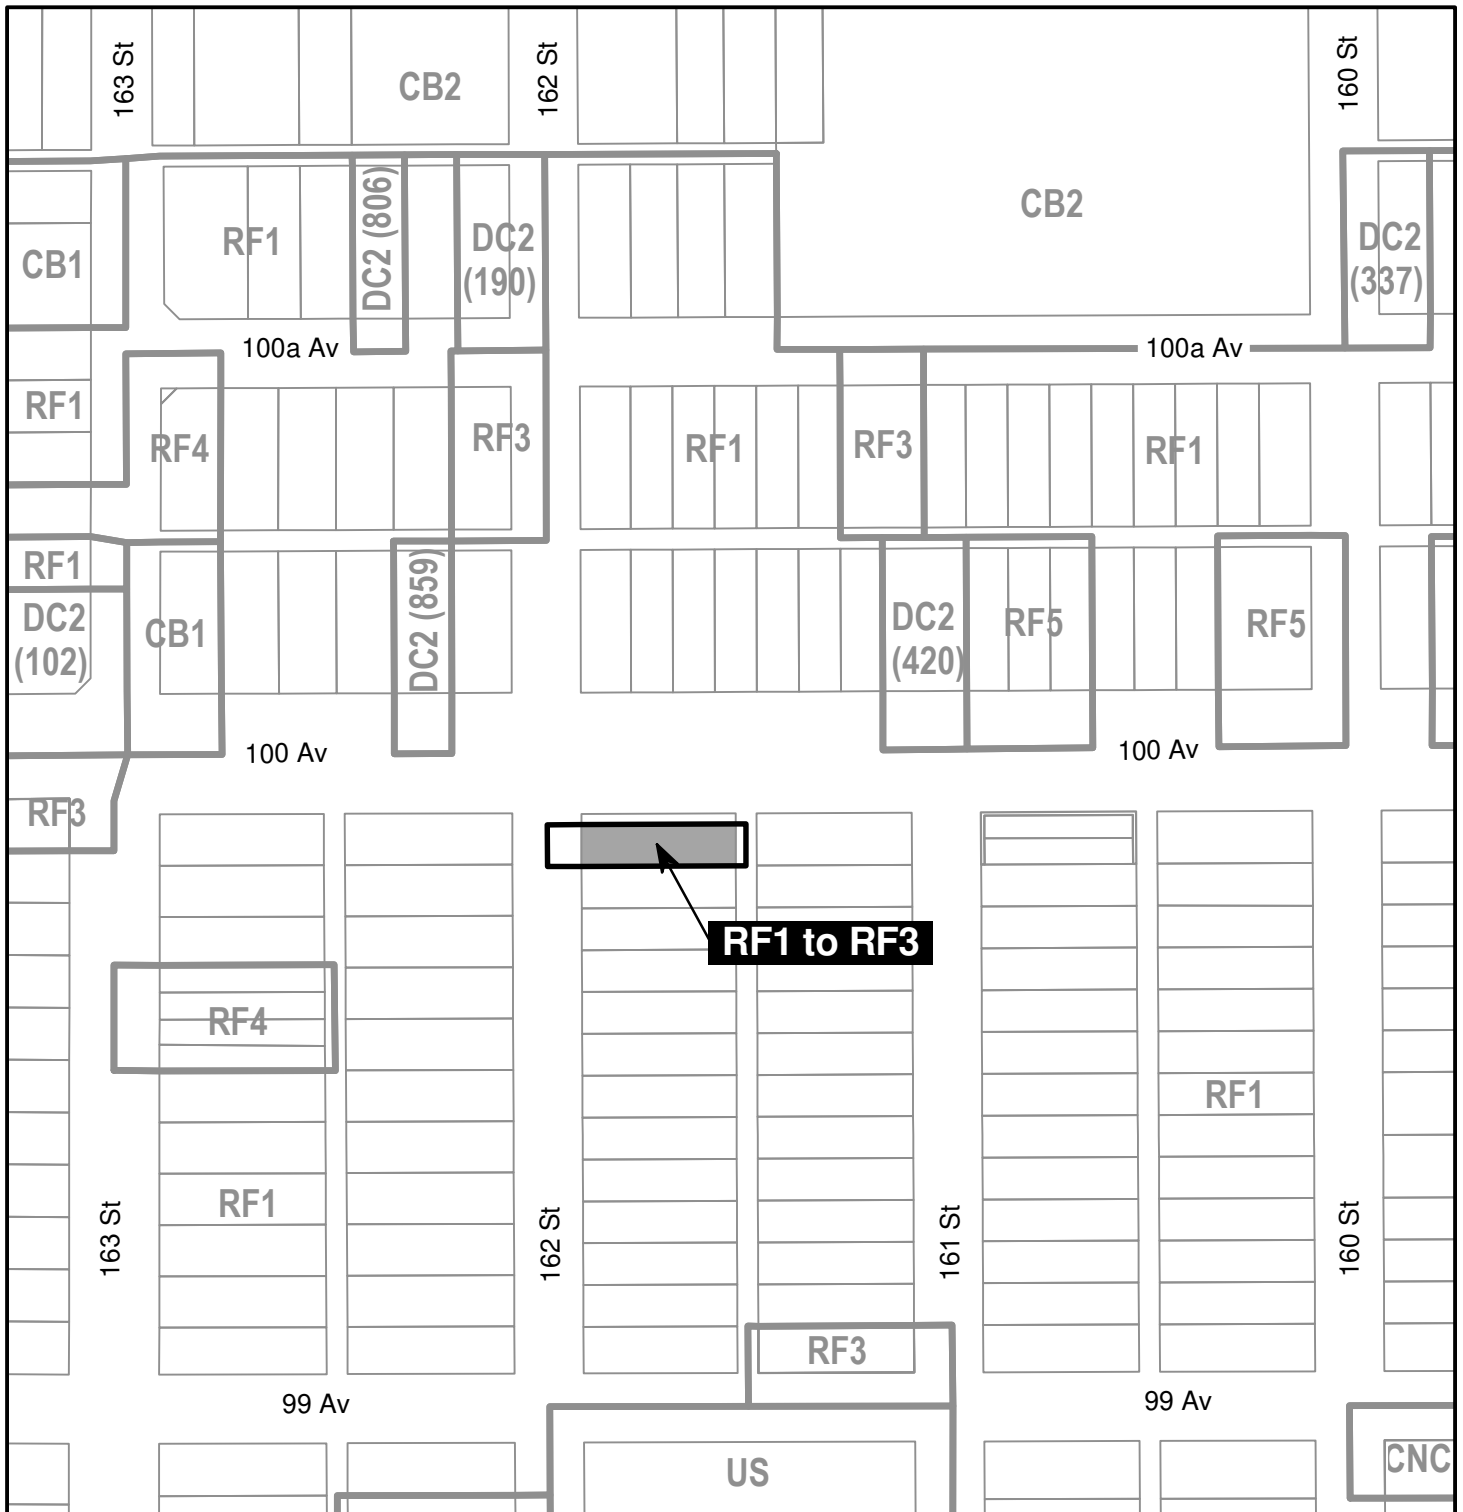 163 St
CB2
162 St
160 St
CB2
CB1
RF1
DC2 (806)
DC2
(190)
DC2
(337)
100a Av
100a Av
RF1
RF4
RF3
RF1
RF3
RF1
RF1
DC2
(102)
CB1
DC2 (859)
DC2
(420)
RF5
RF5
100 Av
100 Av
RF3
RF1 to RF3
RF4
RF1
RF1
163 St
162 St
161 St
160 St
RF3
99 Av
99 Av
US
CNC